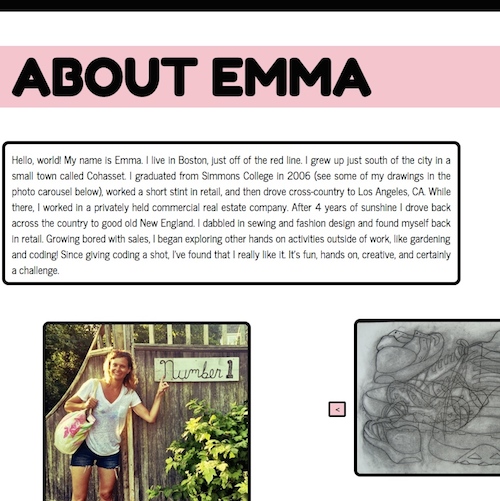 ABOUT EMMA
Hello, world! My name is Emma. I live in Boston, just off of the red line. I grew up just south of the city in a
small town called Cohasset. I graduated from Simmons College in 2006 (see some of my drawings in the
photo carousel below), worked a short stint in retail, and then drove cross-country to Los Angeles, CA. While
there, I worked in a privately held commercial real estate company. After 4 years of sunshine I drove back
across the country to good old New England. I dabbled in sewing and fashion design and found myself back
in retail. Growing bored with sales, I began exploring other hands on activities outside of work, like gardening
and coding! Since giving coding a shot, I've found that I really like it. It's fun, hands on, creative, and certainly
a challenge.
Number 1
<